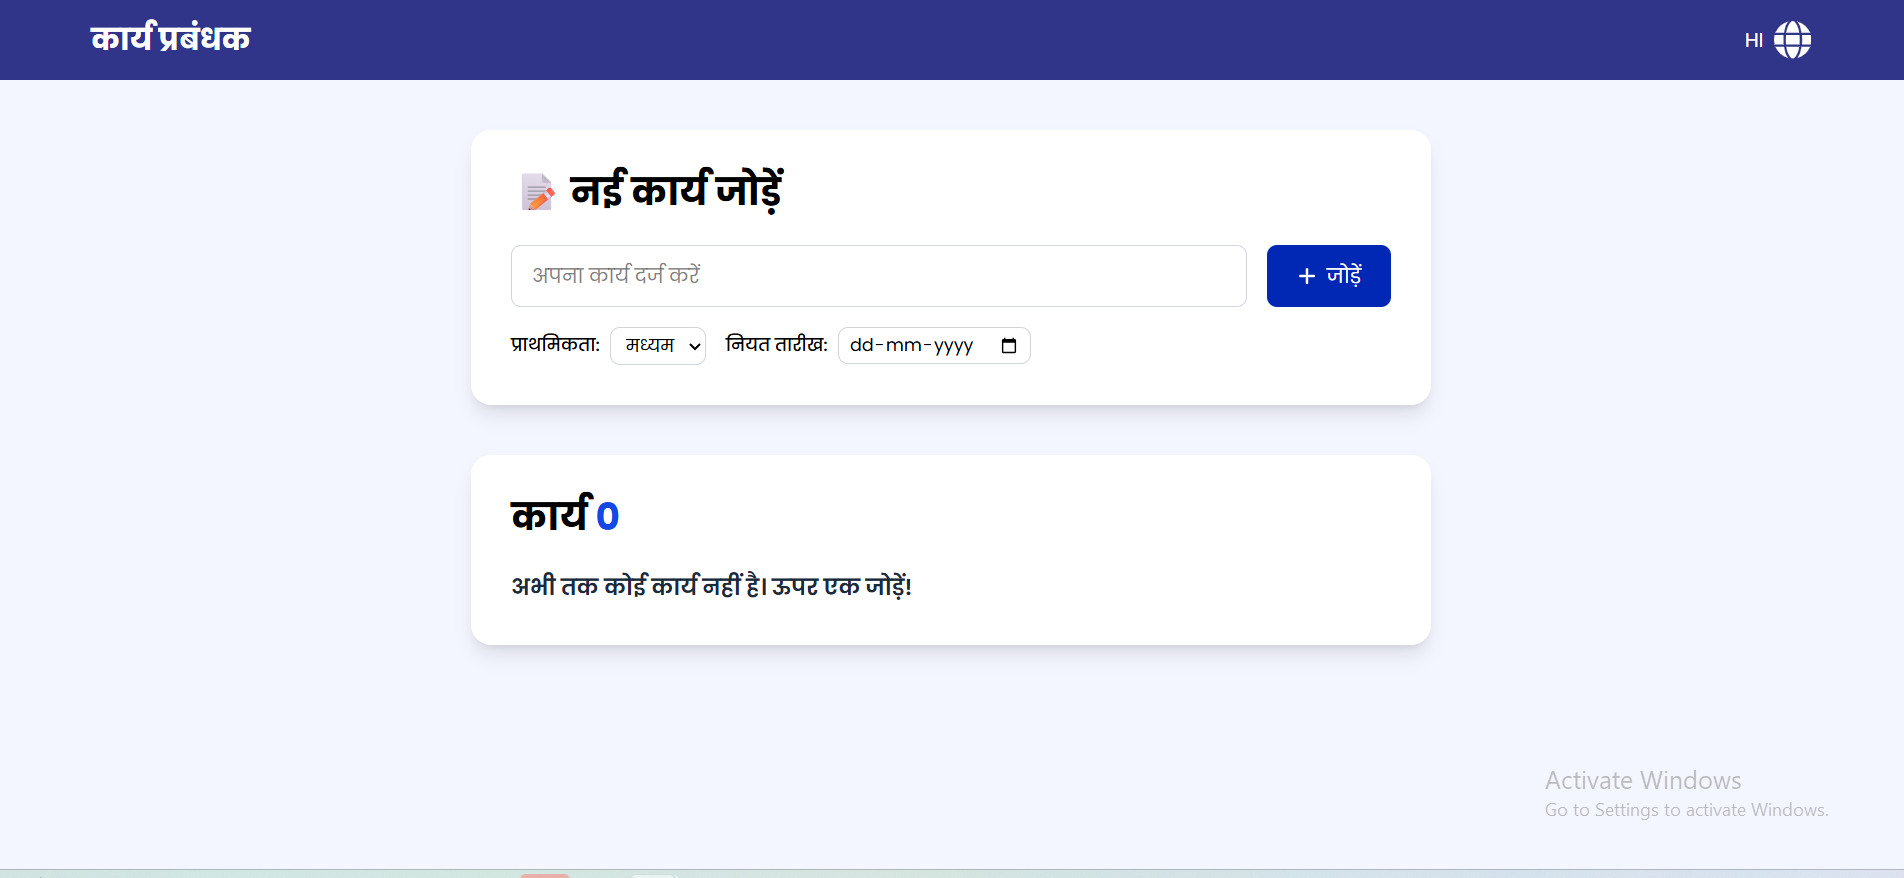 कार्य प्रबंधक
HI
नई कार्य जोड़ें
अपना कार्य दर्ज करें
+ जोड़ें
प्राथमिकता: मध्यम नियत तारीख: dd-mm-yyyy
कार्य 0
अभी तक कोई कार्य नहीं है। ऊपर एक जोड़ें!
Activate Windows
Go to Settings to activate Windows.